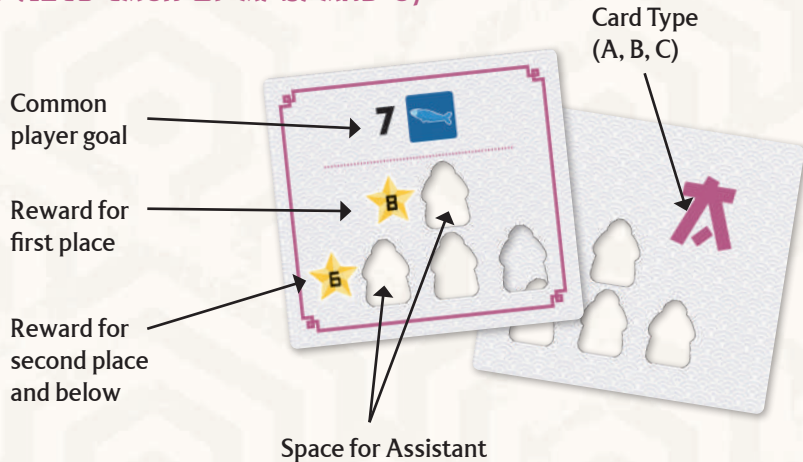 Card Type
(A, B, C)
Common
player goal
7
Reward for
first place
8
6
Reward for
second place
and below
A
Space for Assistant